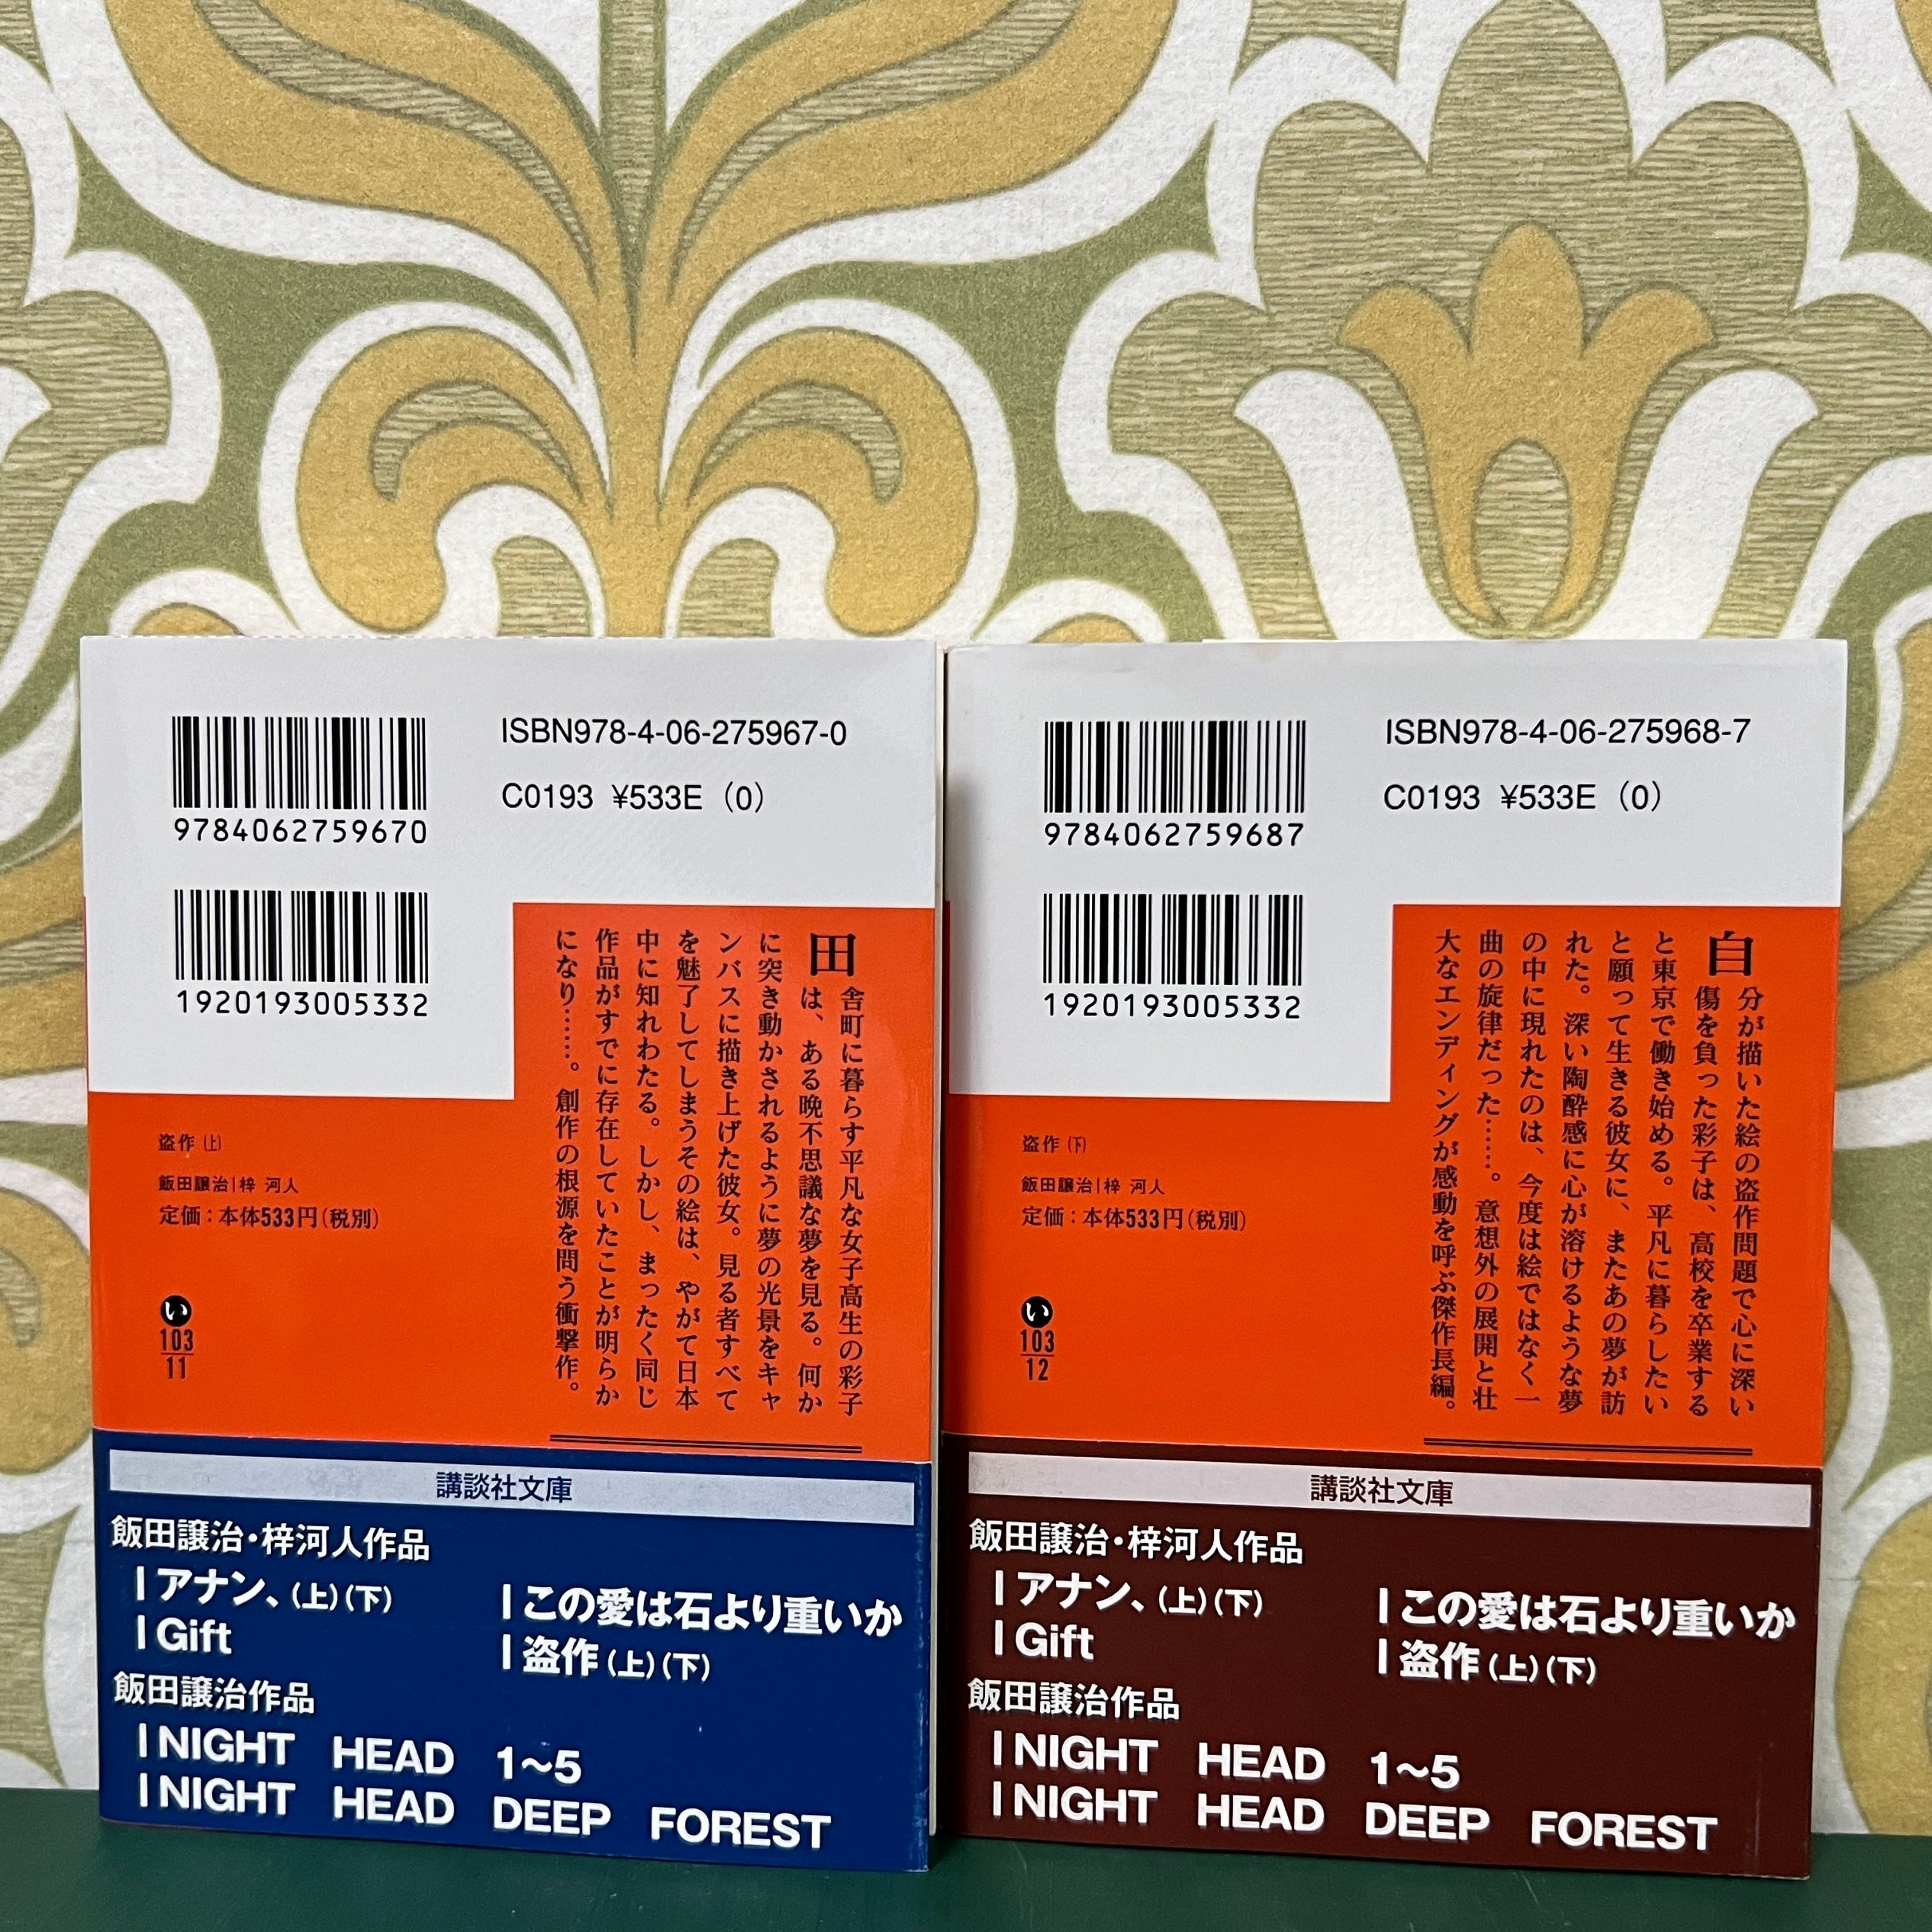 ISBN978-4-06-275967-0
C0193 ¥533E (0)
9784062759670
1920193005332
田舎町に暮らす平凡な女子高生の彩子
は、ある晩不思議な夢を見る。何か
に突き動かされるように夢の光景をキャ
ンバスに描き上げた彼女。見る者すべて
を魅了してしまうその絵は、やがて日本
中に知れわたる。しかし、まったく同じ
作品がすでに存在していたことが明らか
になり……。創作の根源を問う衝撃作。
盗作(上)
飯田譲治|梓 河人
定価：本体533円(税別)
い
103
11
講談社文庫
飯田譲治・梓河人作品
|アナン、(上)(下)
|Gift
|この愛は石より重いか
|盗作(上)(下)
飯田譲治作品
|NIGHT HEAD 1〜5
|NIGHT HEAD DEEP FOREST
ISBN978-4-06-275968-7
C0193 ¥533E (0)
9784062759687
1920193005332
自分が描いた絵の盗作問題で心に深い
傷を負った彩子は、高校を卒業する
と東京で働き始める。平凡に暮らしたい
と願って生きる彼女に、またあの夢が訪
れた。深い陶酔感に心が溶けるような夢
の中に現れたのは、今度は絵ではなく一
曲の旋律だった……。意想外の展開と壮
大なエンディングが感動を呼ぶ傑作長編。
盗作(下)
飯田譲治|梓 河人
定価：本体533円(税別)
い
103
12
講談社文庫
飯田譲治・梓河人作品
|アナン、(上)(下)
|Gift
|この愛は石より重いか
|盗作(上)(下)
飯田譲治作品
|NIGHT HEAD 1〜5
|NIGHT HEAD DEEP FOREST